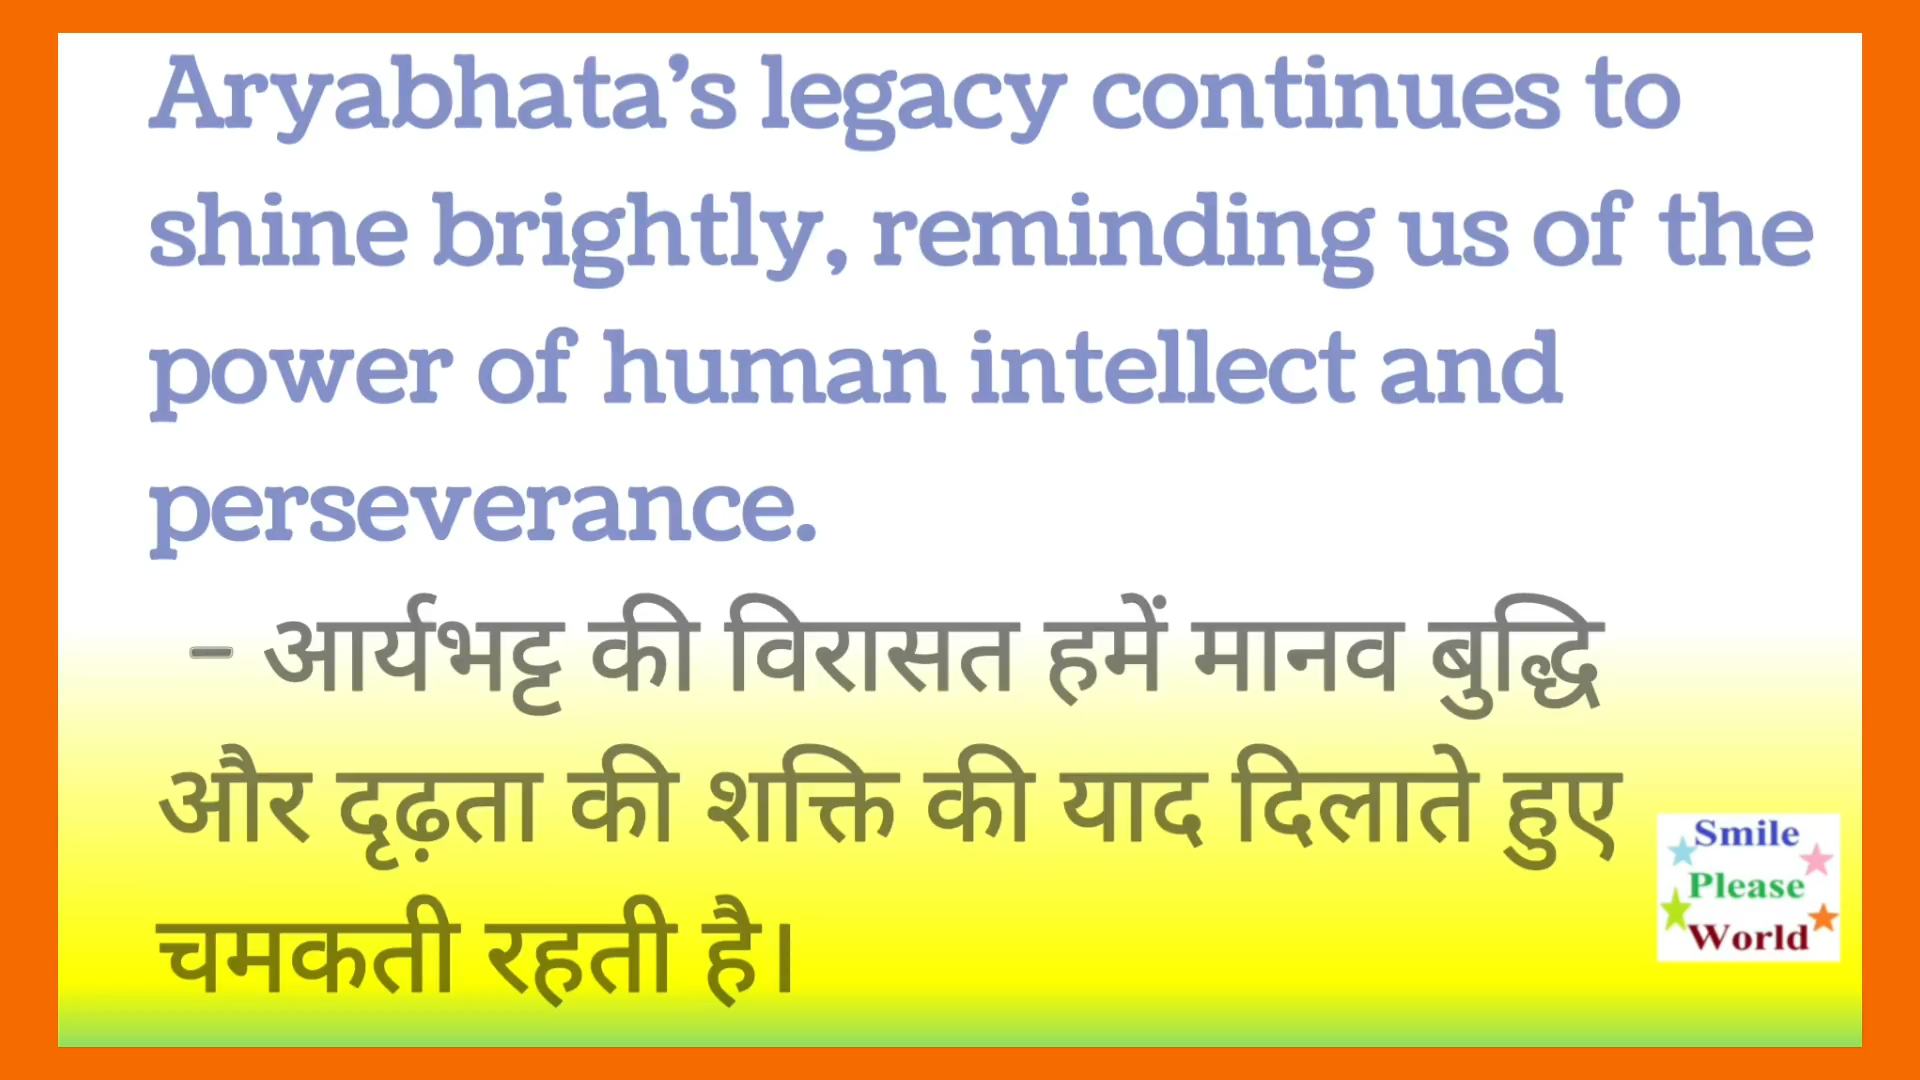 Aryabhata’s legacy continues to
shine brightly, reminding us of the
power of human intellect and
perseverance.
– आर्यभट्ट की विरासत हमें मानव बुद्धि
और दृढ़ता की शक्ति की याद दिलाते हुए
चमकती रहती है।
Smile
Please
World